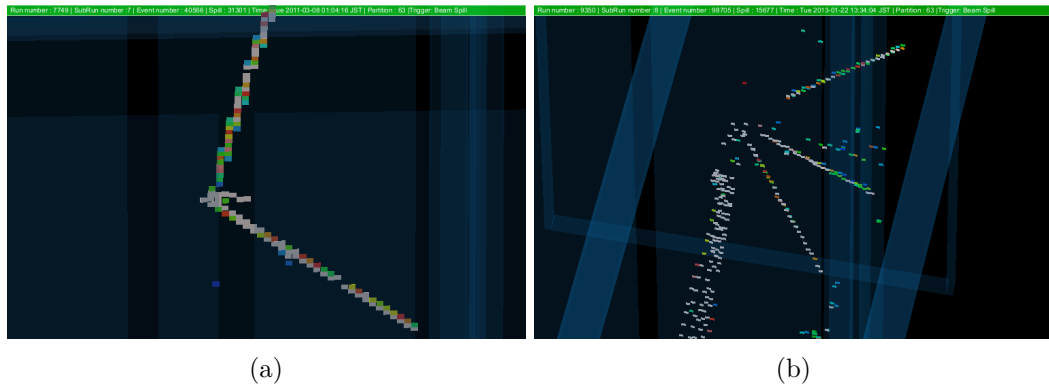 Run number : 7749 | SubRun number :7 | Event number : 40566 | Spill : 31301 | Time : Tue 2011-03-08 01:04:16 JST | Partition : 63 |Trigger: Beam Spill
Run number : 9350 | SubRun number :8 | Event number : 98705 | Spill : 15677 | Time : Tue 2013-01-22 13:34:04 JST | Partition : 63 |Trigger: Beam Spill
(a)
(b)